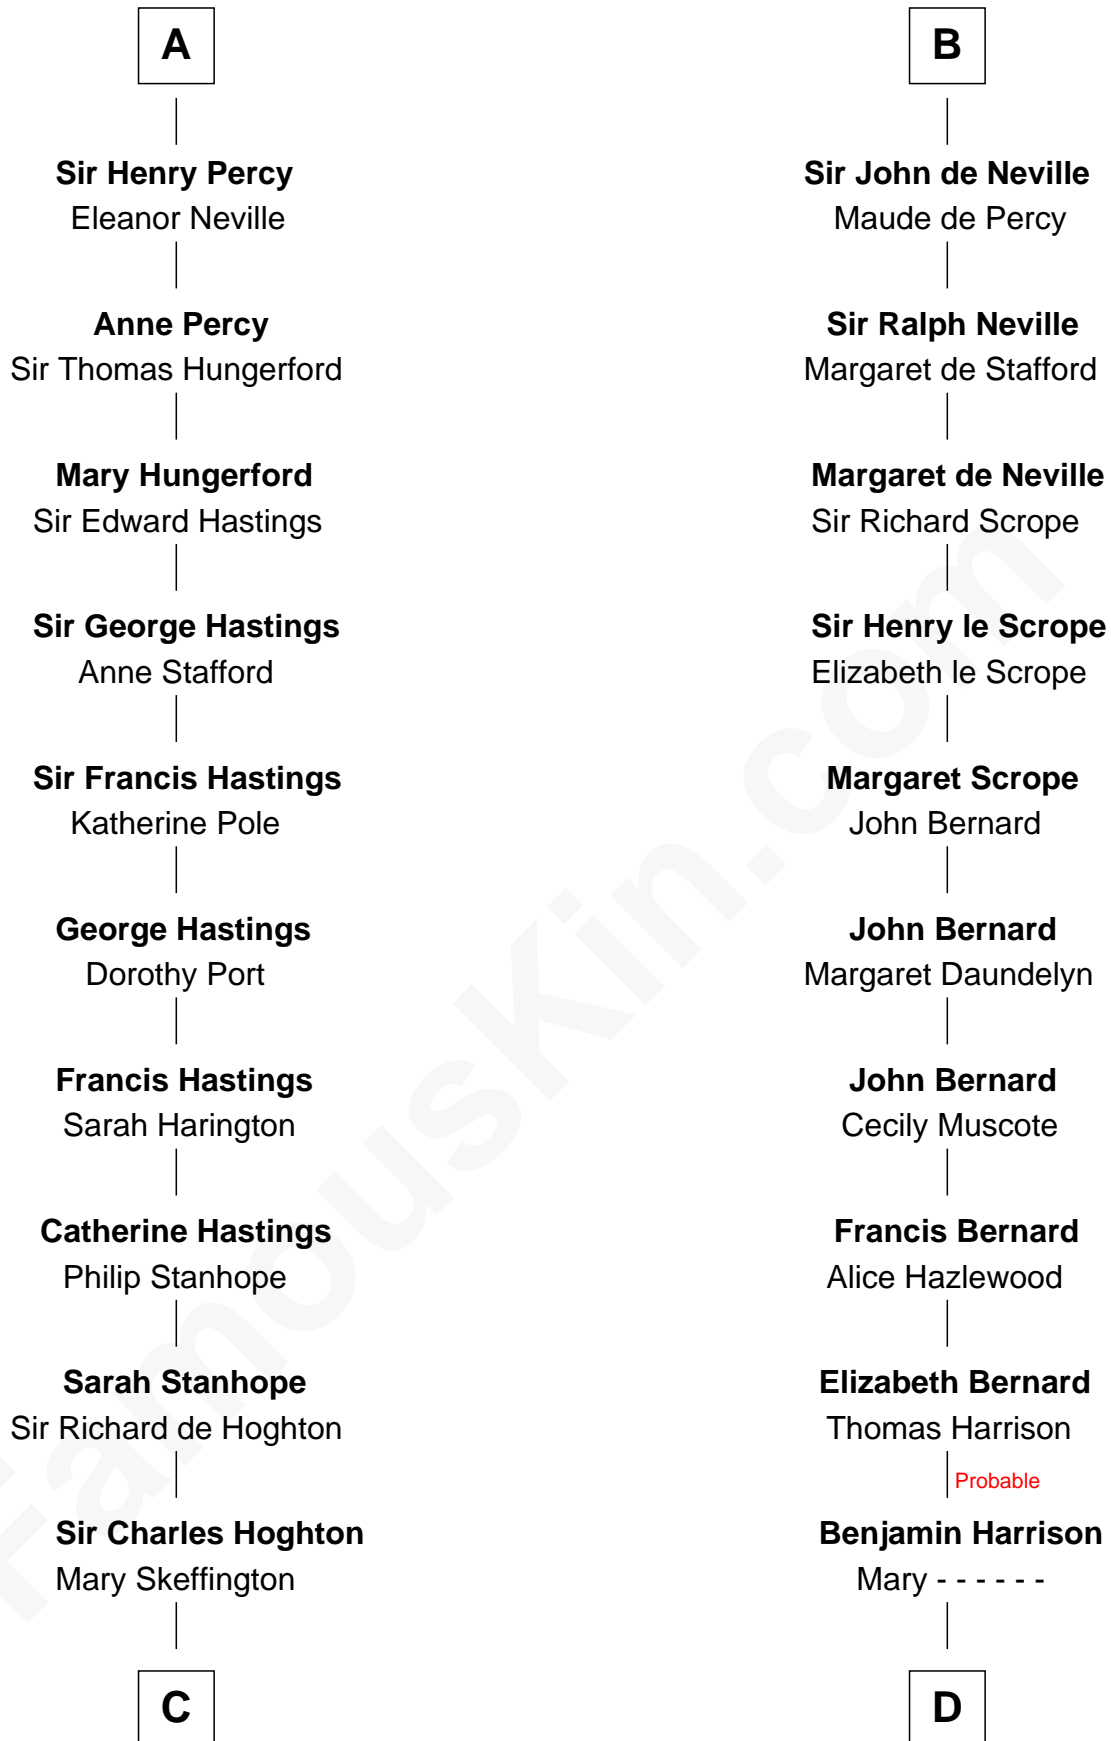 A
Sir Henry Percy
Eleanor Neville
Anne Percy
Sir Thomas Hungerford
Mary Hungerford
Sir Edward Hastings
Sir George Hastings
Anne Stafford
Sir Francis Hastings
Katherine Pole
George Hastings
Dorothy Port
Francis Hastings
Sarah Harington
Catherine Hastings
Philip Stanhope
Sarah Stanhope
Sir Richard de Hoghton
Sir Charles Hoghton
Mary Skeffington
C
B
Sir John de Neville
Maude de Percy
Sir Ralph Neville
Margaret de Stafford
Margaret de Neville
Sir Richard Scrope
Sir Henry le Scrope
Elizabeth le Scrope
Margaret Scrope
John Bernard
John Bernard
Margaret Daundelyn
John Bernard
Cecily Muscote
Francis Bernard
Alice Hazlewood
Elizabeth Bernard
Thomas Harrison
Probable
Benjamin Harrison
Mary - - - - - -
D
FamousKin.com